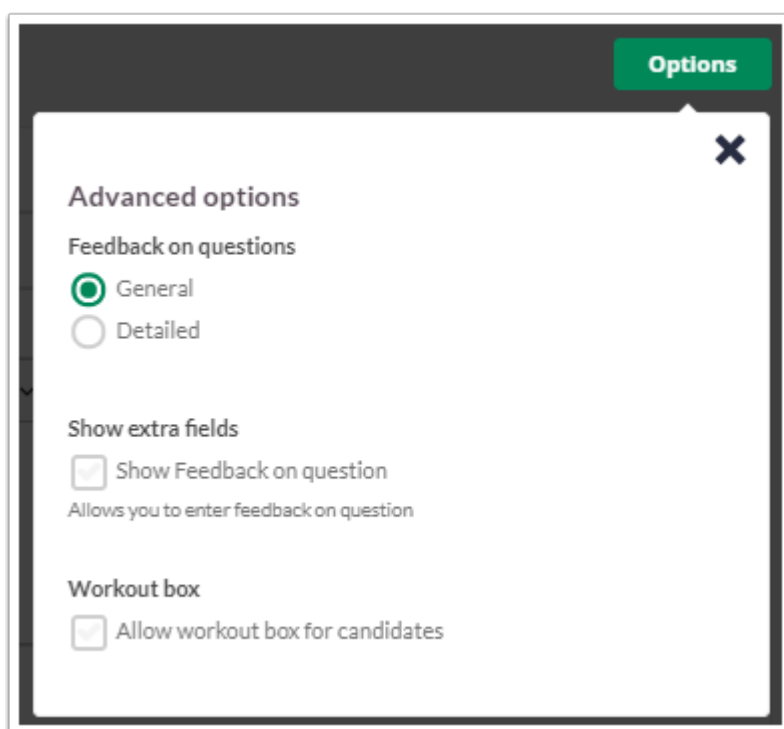 Options
Advanced options
Feedback on questions
General
Detailed
Show extra fields
Show Feedback on question
Allows you to enter feedback on question
Workout box
Allow workout box for candidates